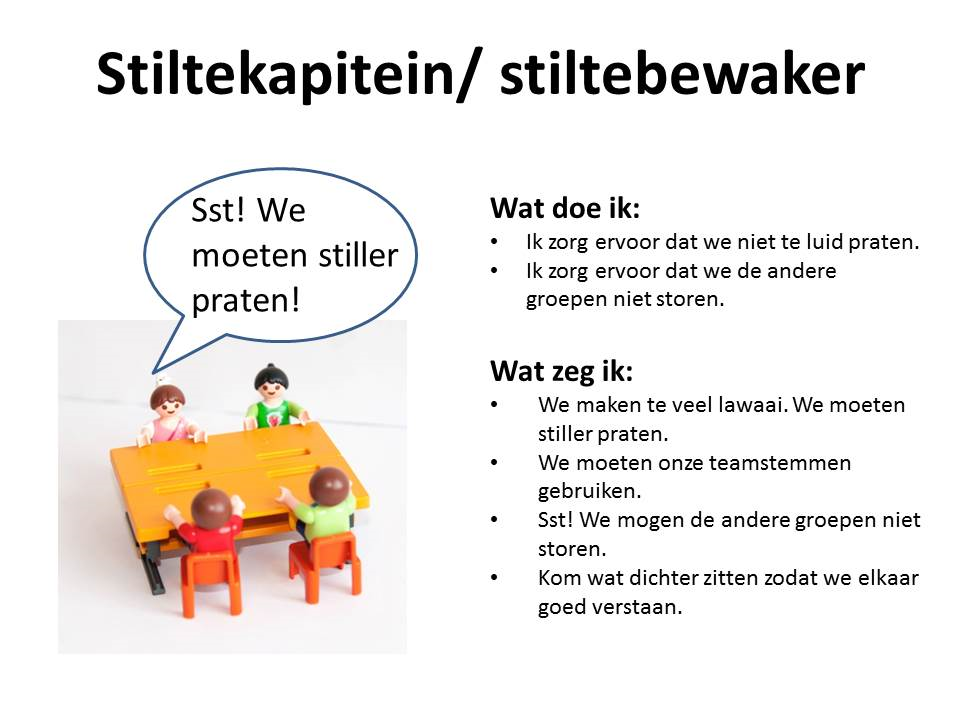 Stiltekapitein/ stiltebewaker
Sst! We
moeten stiller
praten!
Wat doe ik:
• Ik zorg ervoor dat we niet te luid praten.
• Ik zorg ervoor dat we de andere
groepen niet storen.
Wat zeg ik:
• We maken te veel lawaai. We moeten
stiller praten.
• We moeten onze teamstemmen
gebruiken.
• Sst! We mogen de andere groepen niet
storen.
• Kom wat dichter zitten zodat we elkaar
goed verstaan.